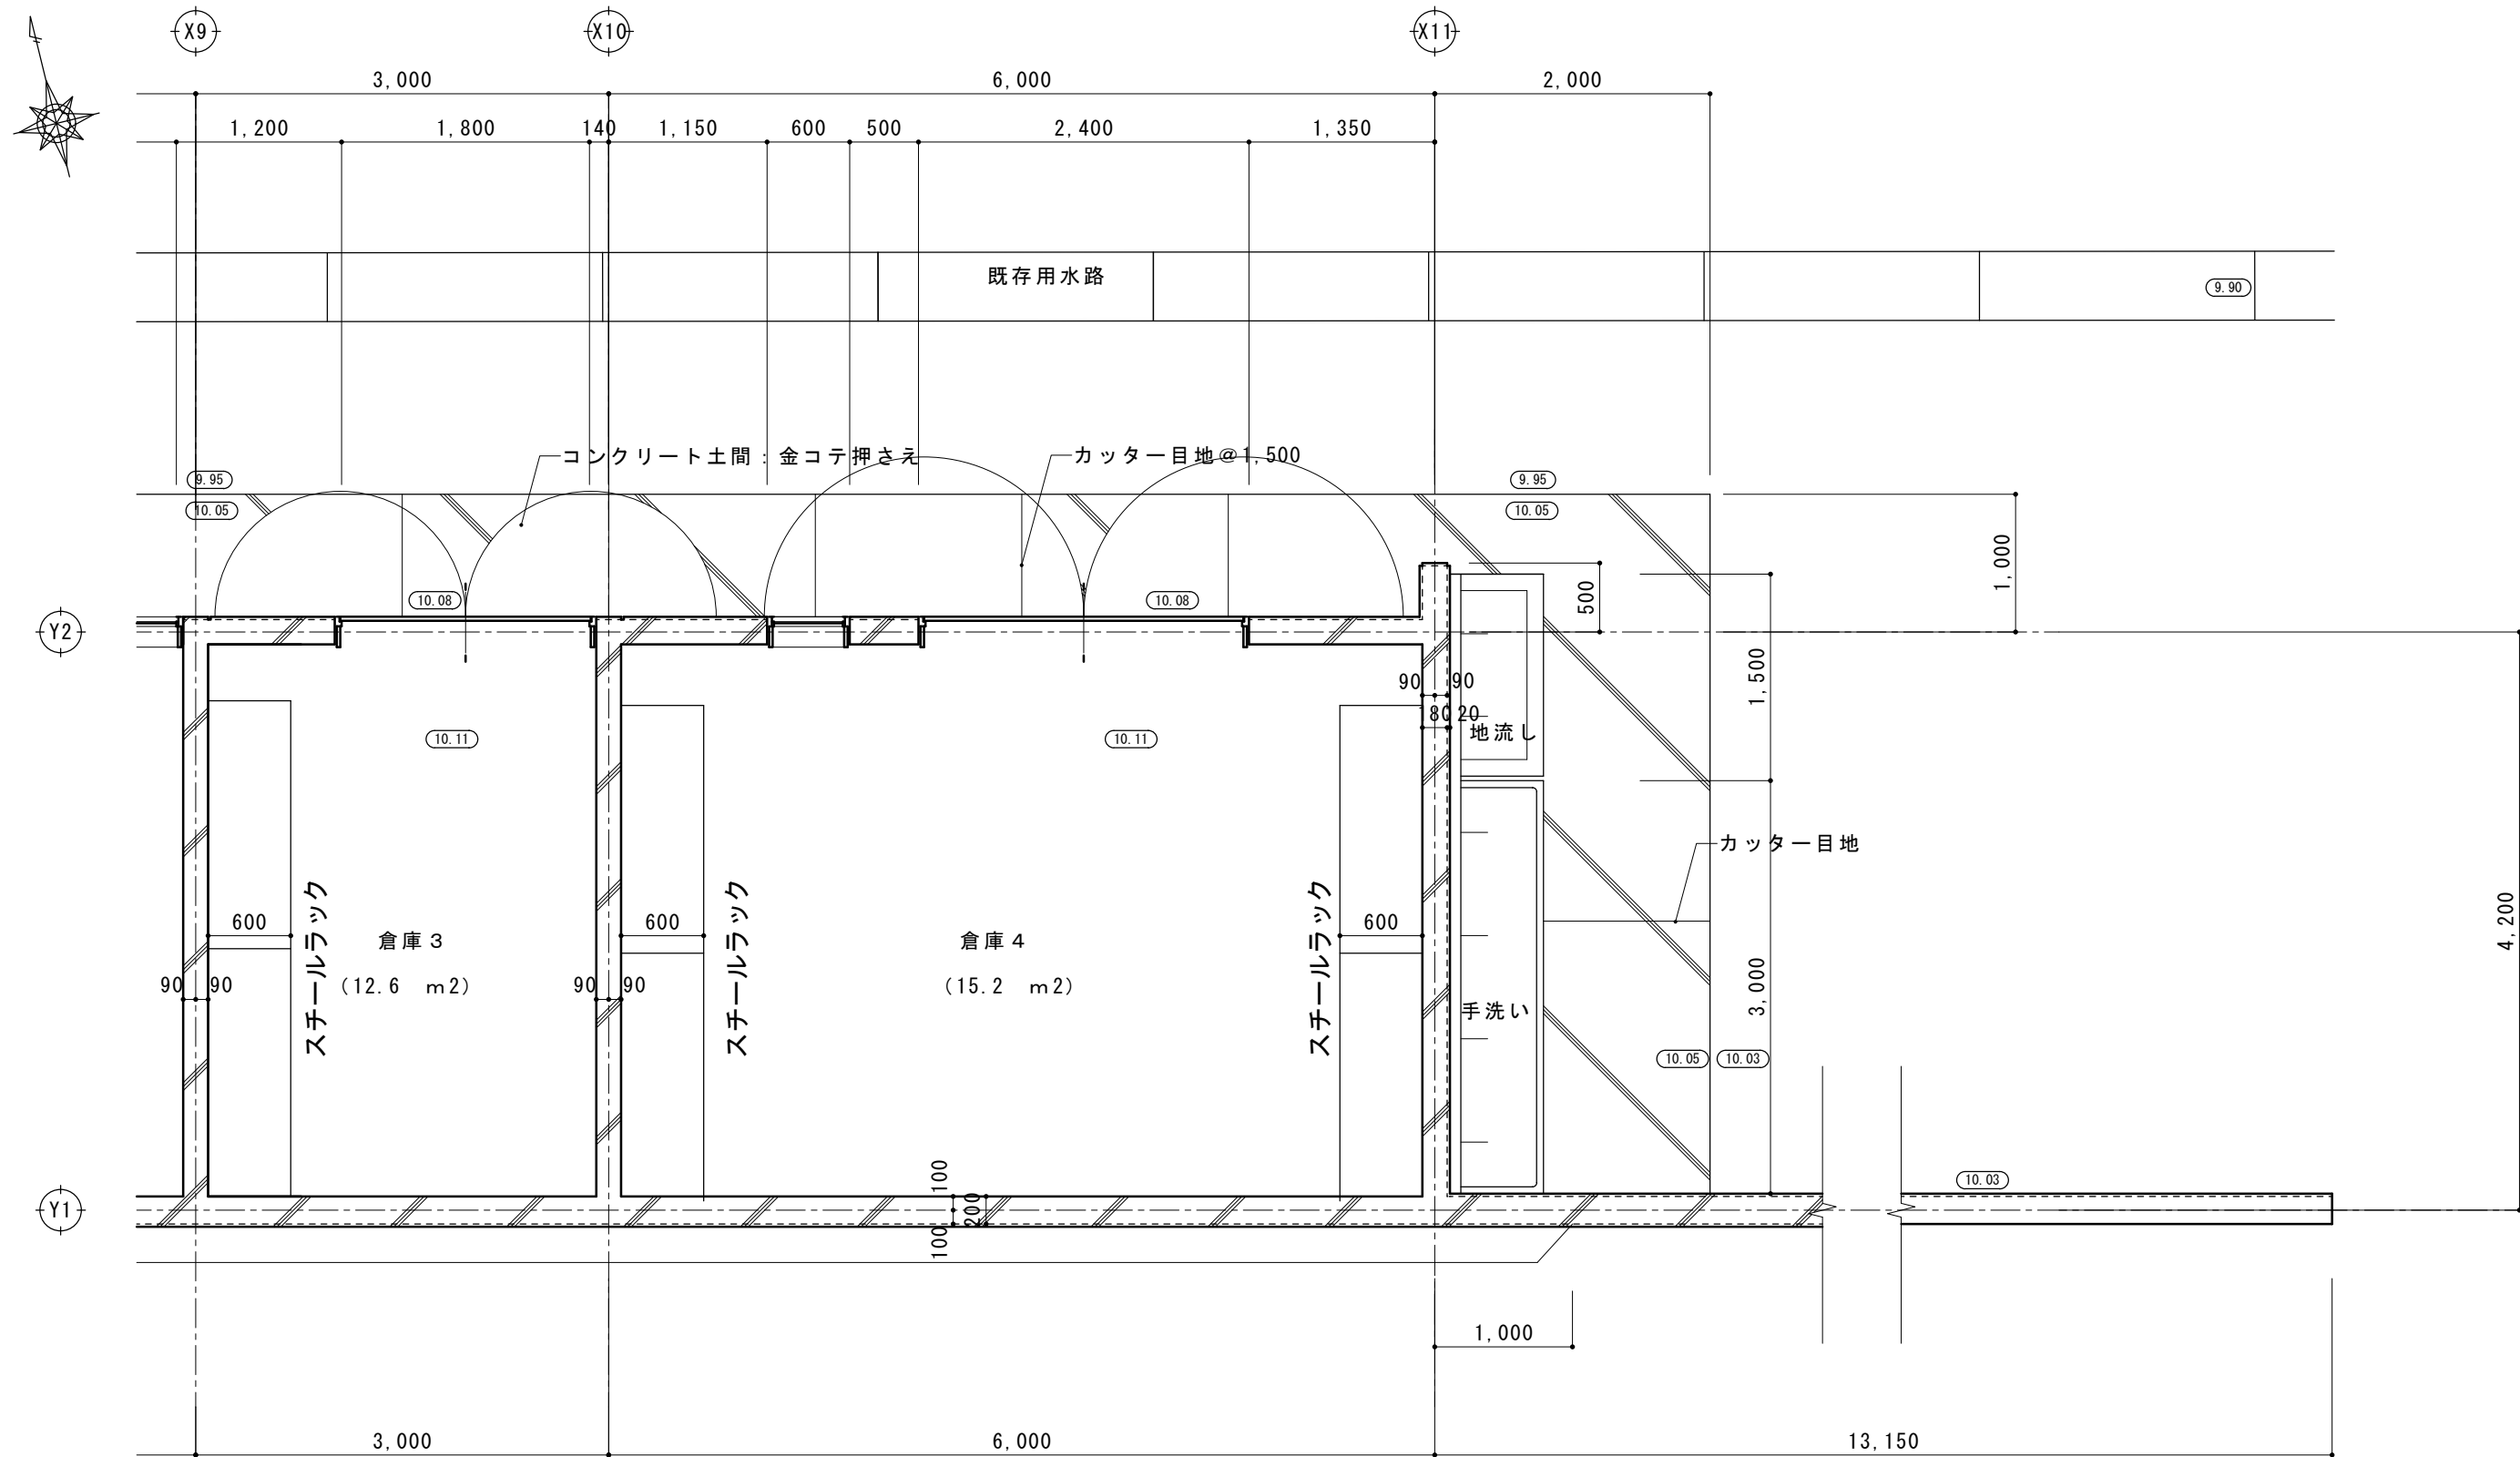 X9
X10
X11
3,000
6,000
2,000
1,200
1,800
140
1,150
600
500
2,400
1,350
既存用水路
9.90
コンクリート土間：金コテ押さえ
カッター目地@1,500
9.95
10.05
9.95
10.05
1,000
500
10.08
10.08
Y2
90
90
180
20
地流し
1,500
10.11
10.11
カッター目地
4,200
600
スチールラック
倉庫３
(12.6 m2)
90
90
600
スチールラック
倉庫４
(15.2 m2)
90
90
スチールラック
600
手洗い
3,000
10.05
10.03
10.03
Y1
100
200
100
1,000
3,000
6,000
13,150